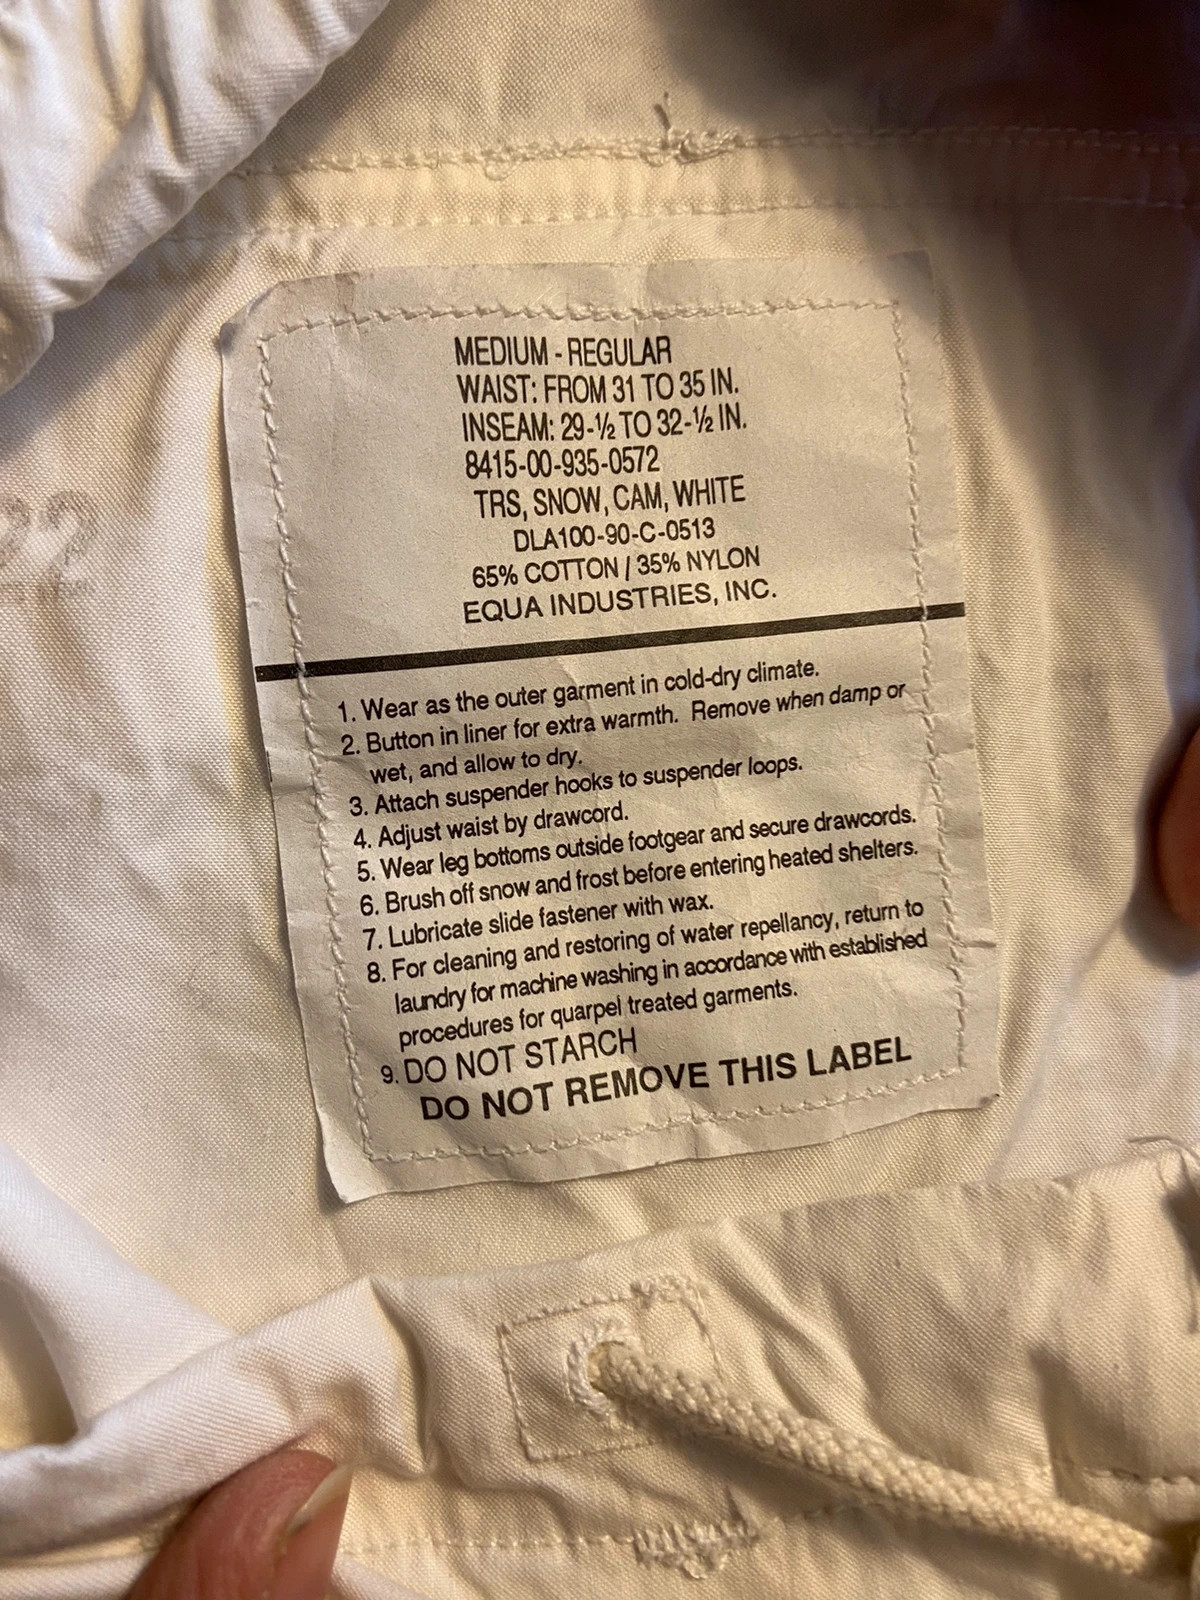 MEDIUM - REGULAR
WAIST: FROM 31 TO 35 IN.
INSEAM: 29-½ TO 32-½ IN.
8415-00-935-0572
TRS, SNOW, CAM, WHITE
DLA100-90-C-0513
65% COTTON / 35% NYLON
EQUA INDUSTRIES, INC.
1. Wear as the outer garment in cold-dry climate.
2. Button in liner for extra warmth. Remove when damp or
wet, and allow to dry.
3. Attach suspender hooks to suspender loops.
4. Adjust waist by drawcord.
5. Wear leg bottoms outside footgear and secure drawcords.
6. Brush off snow and frost before entering heated shelters.
7. Lubricate slide fastener with wax.
8. For cleaning and restoring of water repellancy, return to
laundry for machine washing in accordance with established
procedures for quarpel treated garments.
9. DO NOT STARCH
DO NOT REMOVE THIS LABEL